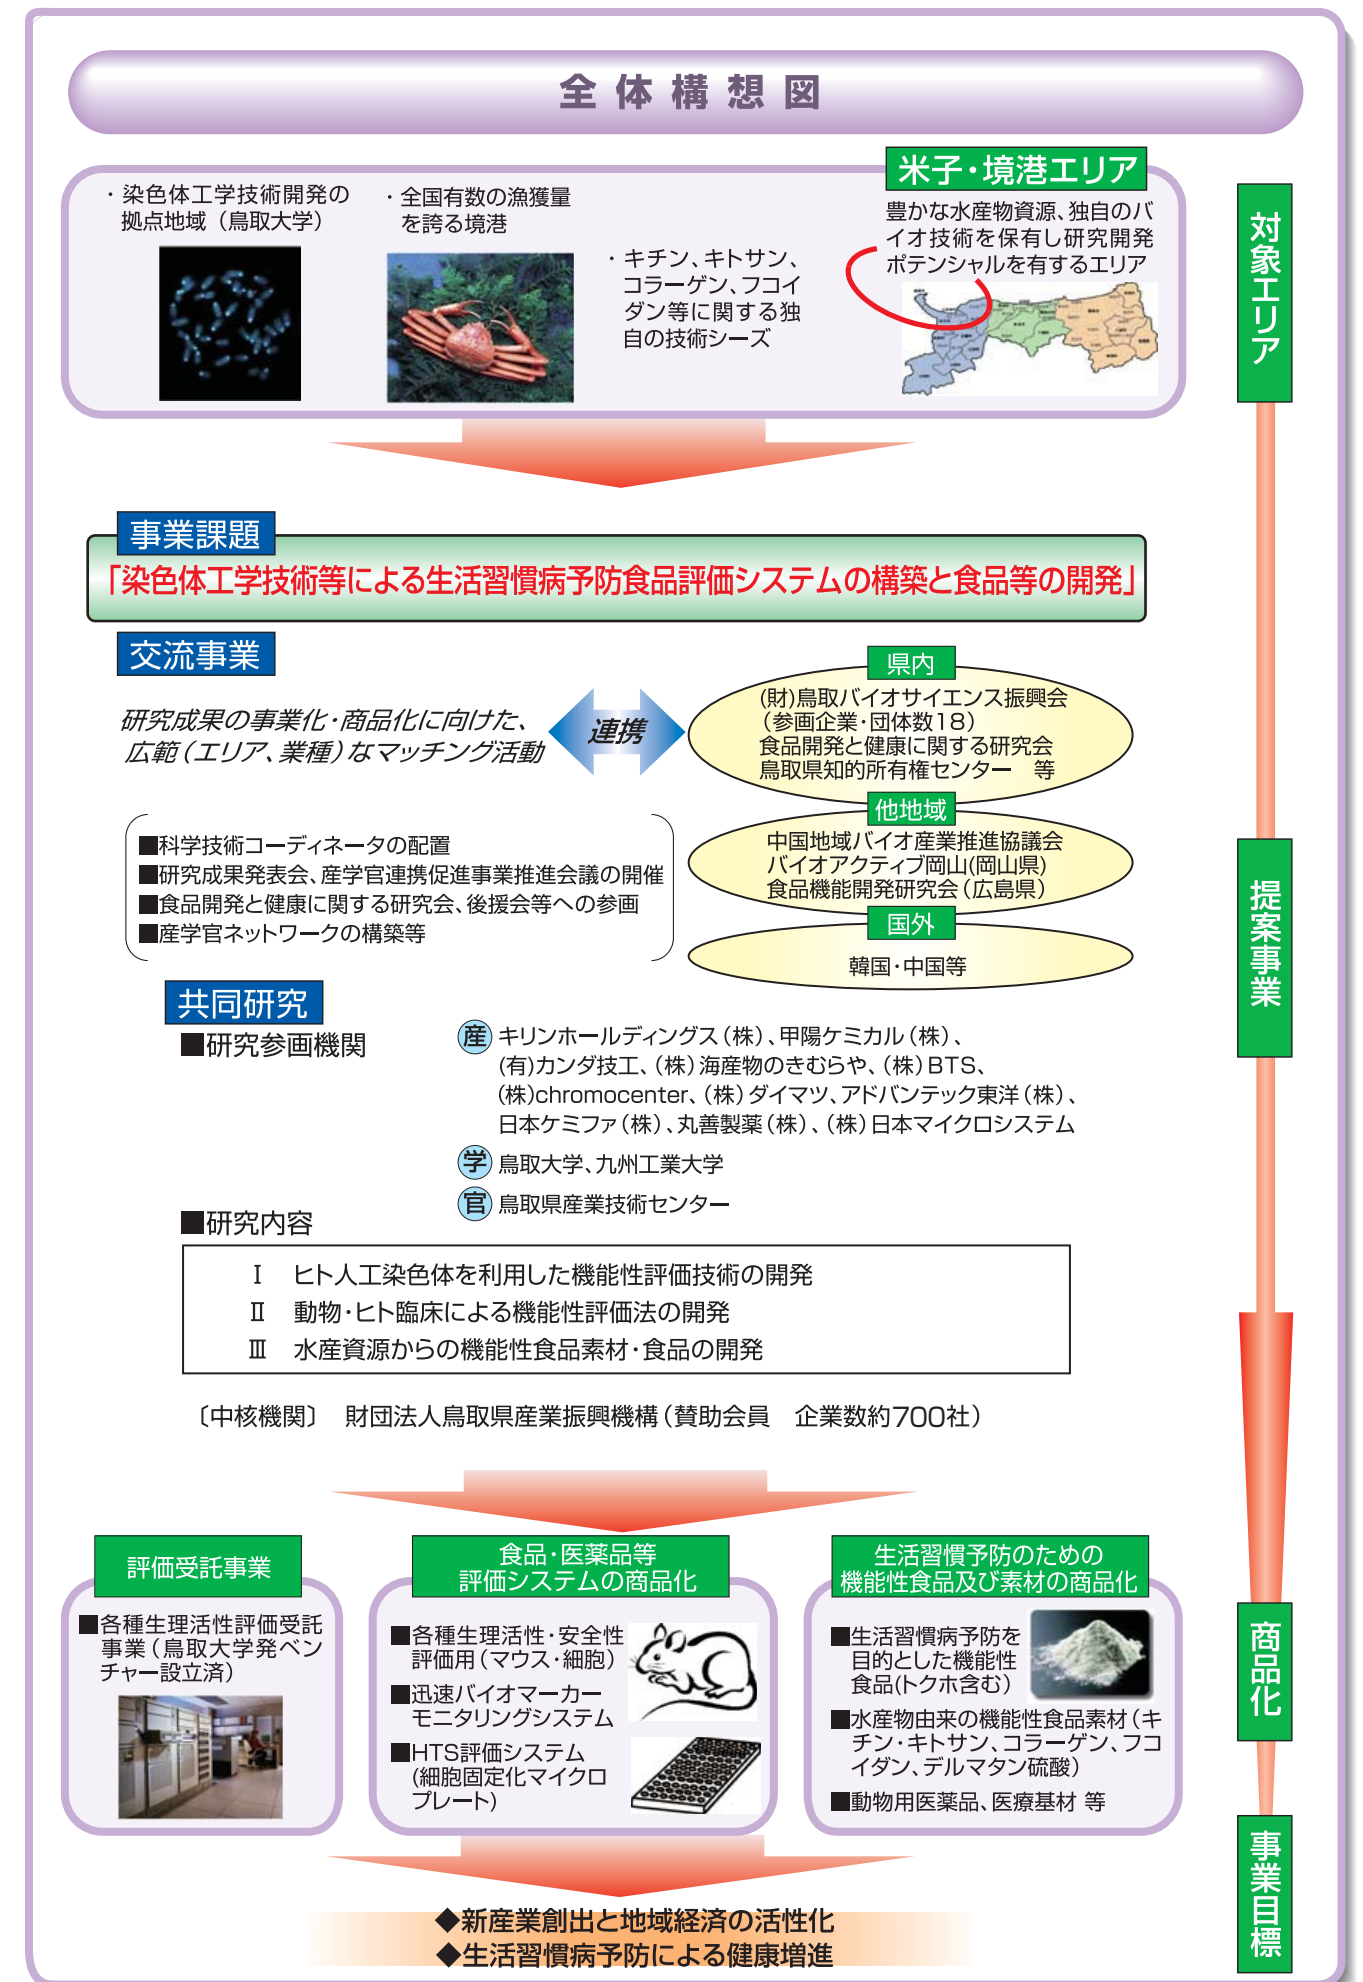 全体構想図
・染色体工学技術開発の
拠点地域（鳥取大学）
・全国有数の漁獲量
を誇る境港
・キチン、キトサン、
コラーゲン、フコイ
ダン等に関する独
自の技術シーズ
米子・境港エリア
豊かな水産物資源、独自のバ
イオ技術を保有し研究開発
ポテンシャルを有するエリア
対象エリア
事業課題
「染色体工学技術等による生活習慣病予防食品評価システムの構築と食品等の開発」
交流事業
研究成果の事業化・商品化に向けた、
広範（エリア、業種）なマッチング活動
連携
県内
(財)鳥取バイオサイエンス振興会
（参画企業・団体数18）
食品開発と健康に関する研究会
鳥取県知的所有権センター　等
他地域
中国地域バイオ産業推進協議会
バイオアクティブ岡山(岡山県)
食品機能開発研究会（広島県）
国外
韓国・中国等
■科学技術コーディネータの配置
■研究成果発表会、産学官連携促進事業推進会議の開催
■食品開発と健康に関する研究会、後援会等への参画
■産学官ネットワークの構築等
提案事業
共同研究
■研究参画機関
産 キリンホールディングス（株）、甲陽ケミカル（株）、
(有)カンダ技工、（株）海産物のきむらや、（株）BTS、
(株)chromocenter、（株）ダイマツ、アドバンテック東洋（株）、
日本ケミファ（株）、丸善製薬（株）、（株）日本マイクロシステム
学 鳥取大学、九州工業大学
官 鳥取県産業技術センター
■研究内容
Ⅰ　ヒト人工染色体を利用した機能性評価技術の開発
Ⅱ　動物・ヒト臨床による機能性評価法の開発
Ⅲ　水産資源からの機能性食品素材・食品の開発
〔中核機関〕　財団法人鳥取県産業振興機構（賛助会員　企業数約700社）
評価受託事業
■各種生理活性評価受託
事業（鳥取大学発ベン
チャー設立済）
食品・医薬品等
評価システムの商品化
■各種生理活性・安全性
評価用（マウス・細胞）
■迅速バイオマーカー
モニタリングシステム
■HTS評価システム
(細胞固定化マイクロ
プレート)
生活習慣予防のための
機能性食品及び素材の商品化
■生活習慣病予防を
目的とした機能性
食品(トクホ含む）
■水産物由来の機能性食品素材（キ
チン・キトサン、コラーゲン、フコ
イダン、デルマタン硫酸）
■動物用医薬品、医療基材 等
商品化
◆新産業創出と地域経済の活性化
◆生活習慣病予防による健康増進
事業目標